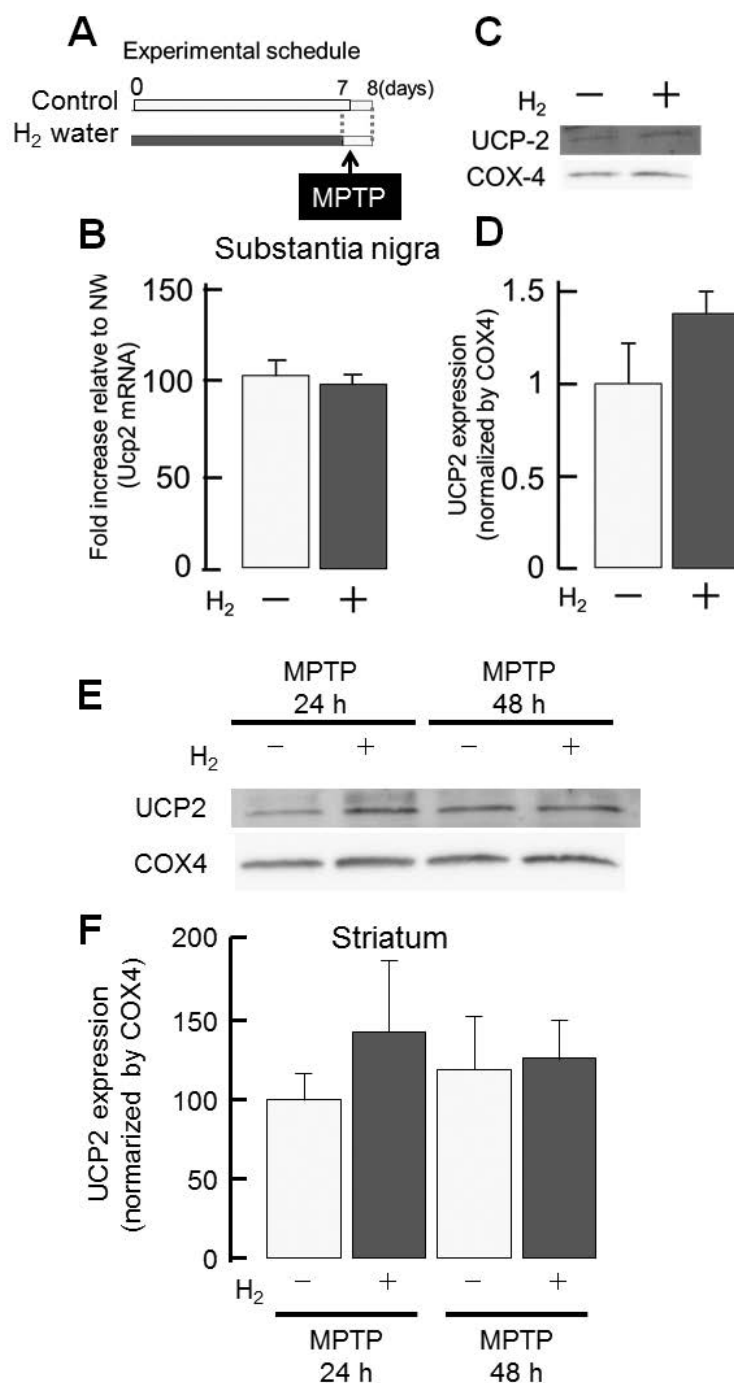 A
Experimental schedule
0 7 8(days)
Control
H₂ water
MPTP
C
H₂ − +
UCP-2
COX-4
B
Substantia nigra
Fold increase relative to NW
(Ucp2 mRNA)
150
100
50
0
H₂ − +
D
UCP2 expression
(normalized by COX4)
1.5
1
0.5
0
H₂ − +
E
MPTP MPTP
24 h 48 h
H₂ − + − +
UCP2
COX4
F
Striatum
UCP2 expression
(normarized by COX4)
200
150
100
50
0
H₂ − + − +
MPTP MPTP
24 h 48 h